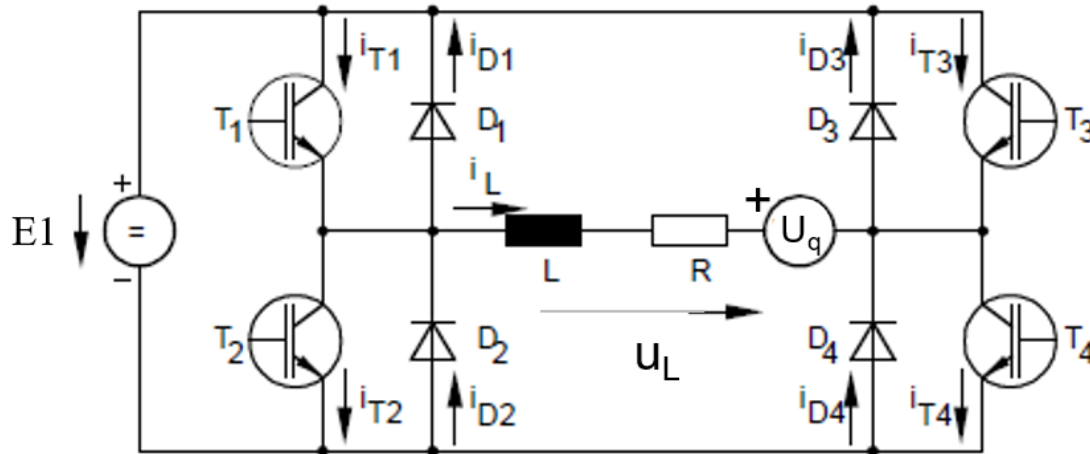 iT1 iD1 iD3 iT3
T1 D1 D3 T3
+ iL +
E1 = Uq
− L R
T2 D2 uL D4 T4
iT2 iD2 iD4 iT4